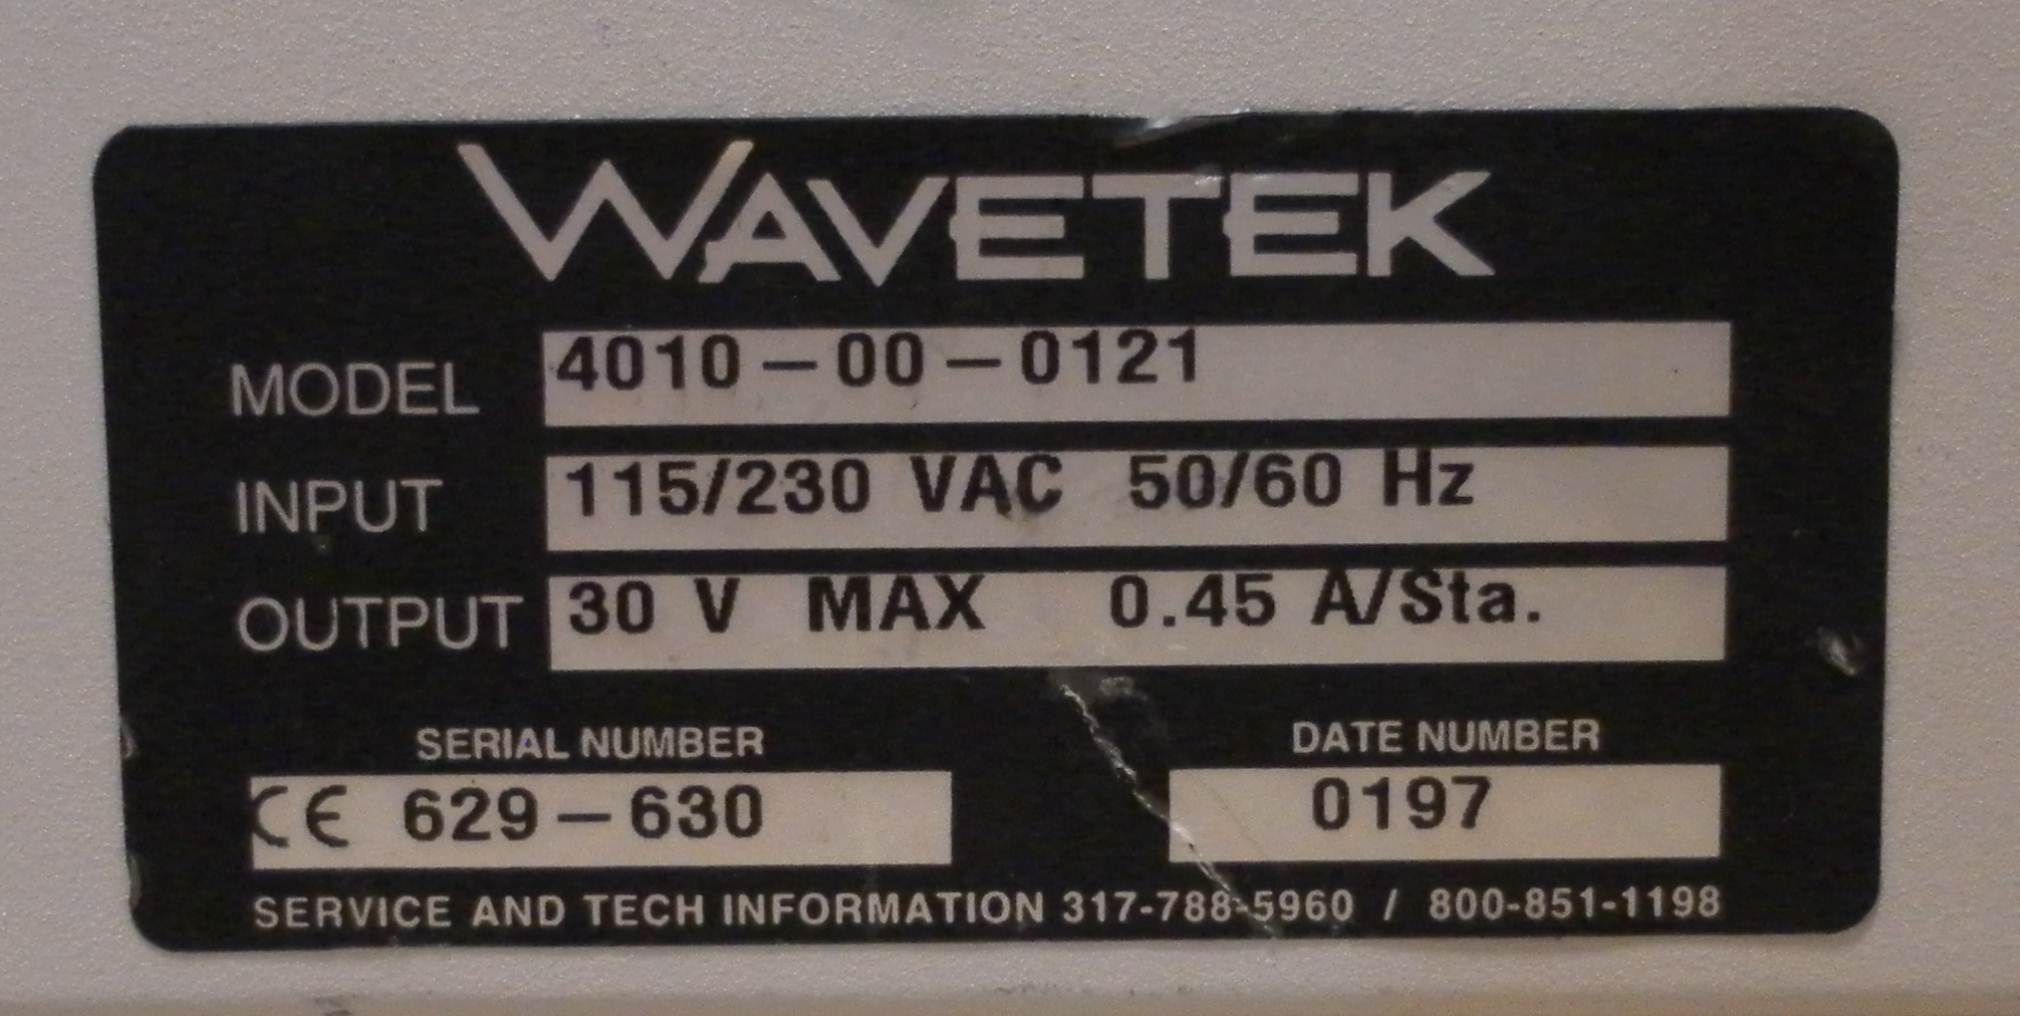 WAVETEK
MODEL 4010-00-0121
INPUT 115/230 VAC 50/60 Hz
OUTPUT 30 V MAX 0.45 A/Sta.
SERIAL NUMBER DATE NUMBER
CE 629-630 0197
SERVICE AND TECH INFORMATION 317-788-5960 / 800-851-1198